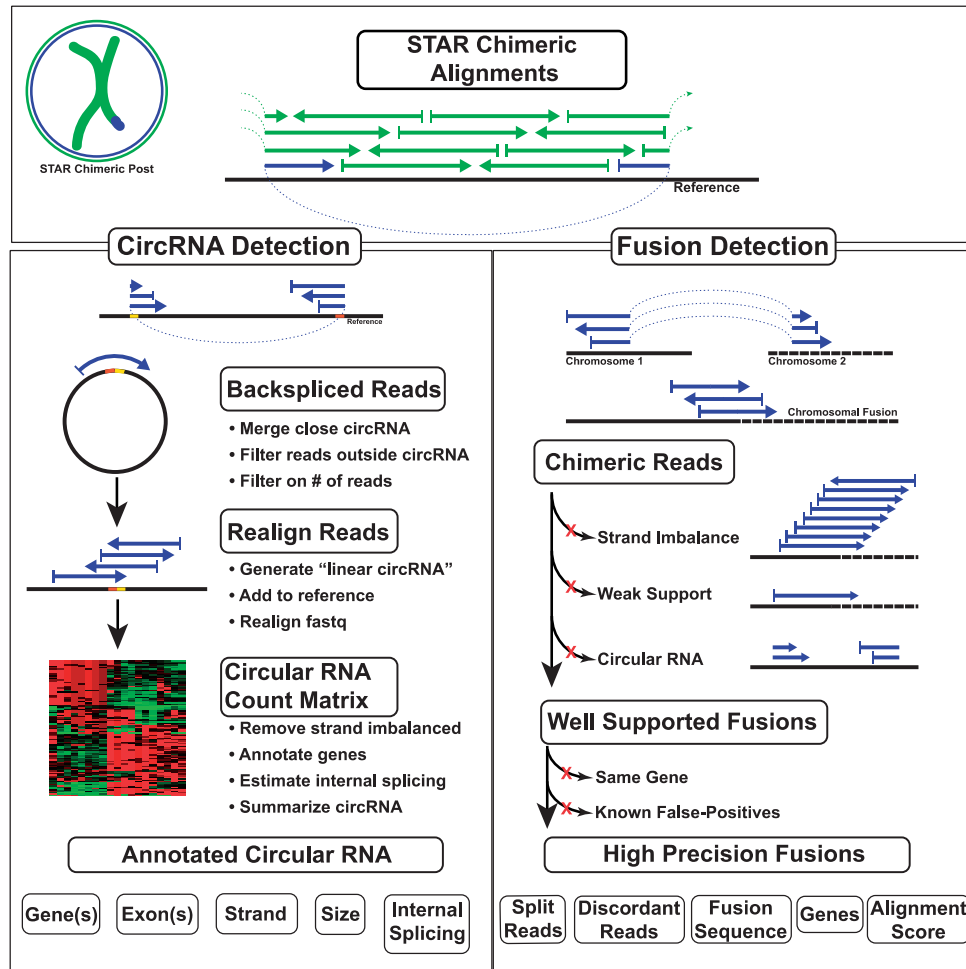 STAR Chimeric
Alignments
STAR Chimeric Post
Reference
CircRNA Detection
Reference
Backspliced Reads
• Merge close circRNA
• Filter reads outside circRNA
• Filter on # of reads
Realign Reads
• Generate “linear circRNA”
• Add to reference
• Realign fastq
Circular RNA
Count Matrix
• Remove strand imbalanced
• Annotate genes
• Estimate internal splicing
• Summarize circRNA
Annotated Circular RNA
Gene(s)
Exon(s)
Strand
Size
Internal
Splicing
Fusion Detection
Chromosome 1
Chromosome 2
Chromosomal Fusion
Chimeric Reads
X
Strand Imbalance
X
Weak Support
X
Circular RNA
Well Supported Fusions
X
Same Gene
X
Known False-Positives
High Precision Fusions
Split
Reads
Discordant
Reads
Fusion
Sequence
Genes
Alignment
Score